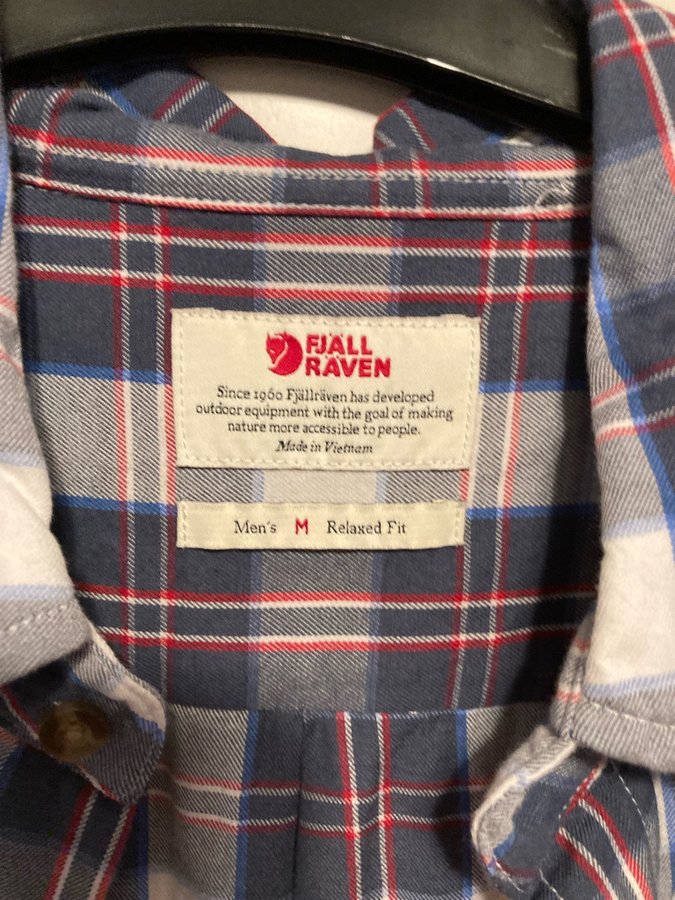 FJÄLL
RÄVEN
Since 1960 Fjällräven has developed
outdoor equipment with the goal of making
nature more accessible to people.
Made in Vietnam
Men's M Relaxed Fit